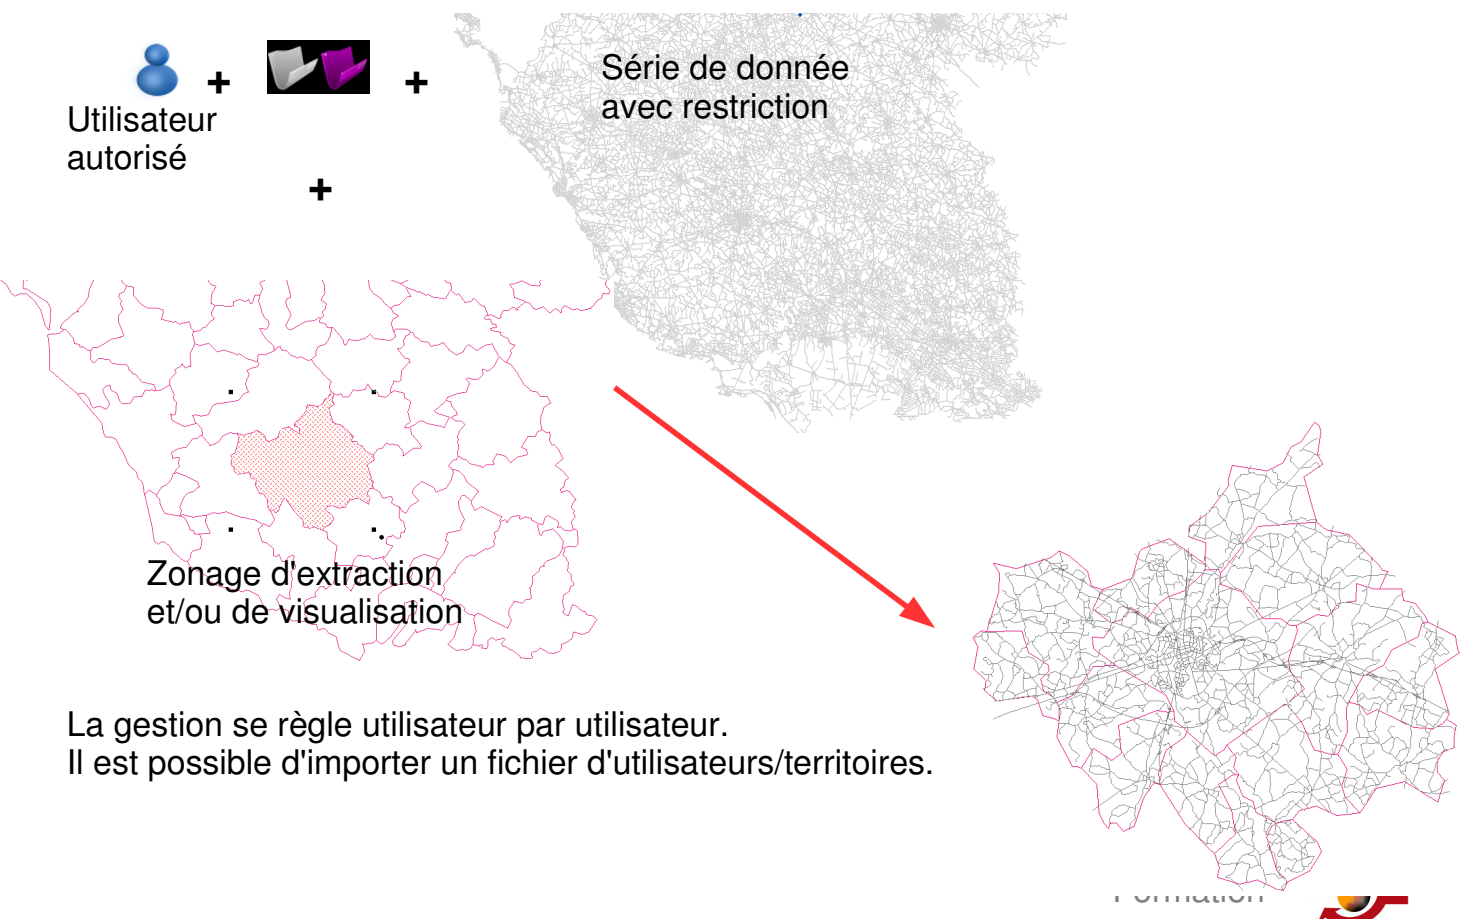 +
+
Série de donnée
avec restriction
Utilisateur
autorisé
+
Zonage d'extraction
et/ou de visualisation
La gestion se règle utilisateur par utilisateur.
Il est possible d'importer un fichier d'utilisateurs/territoires.
Formation